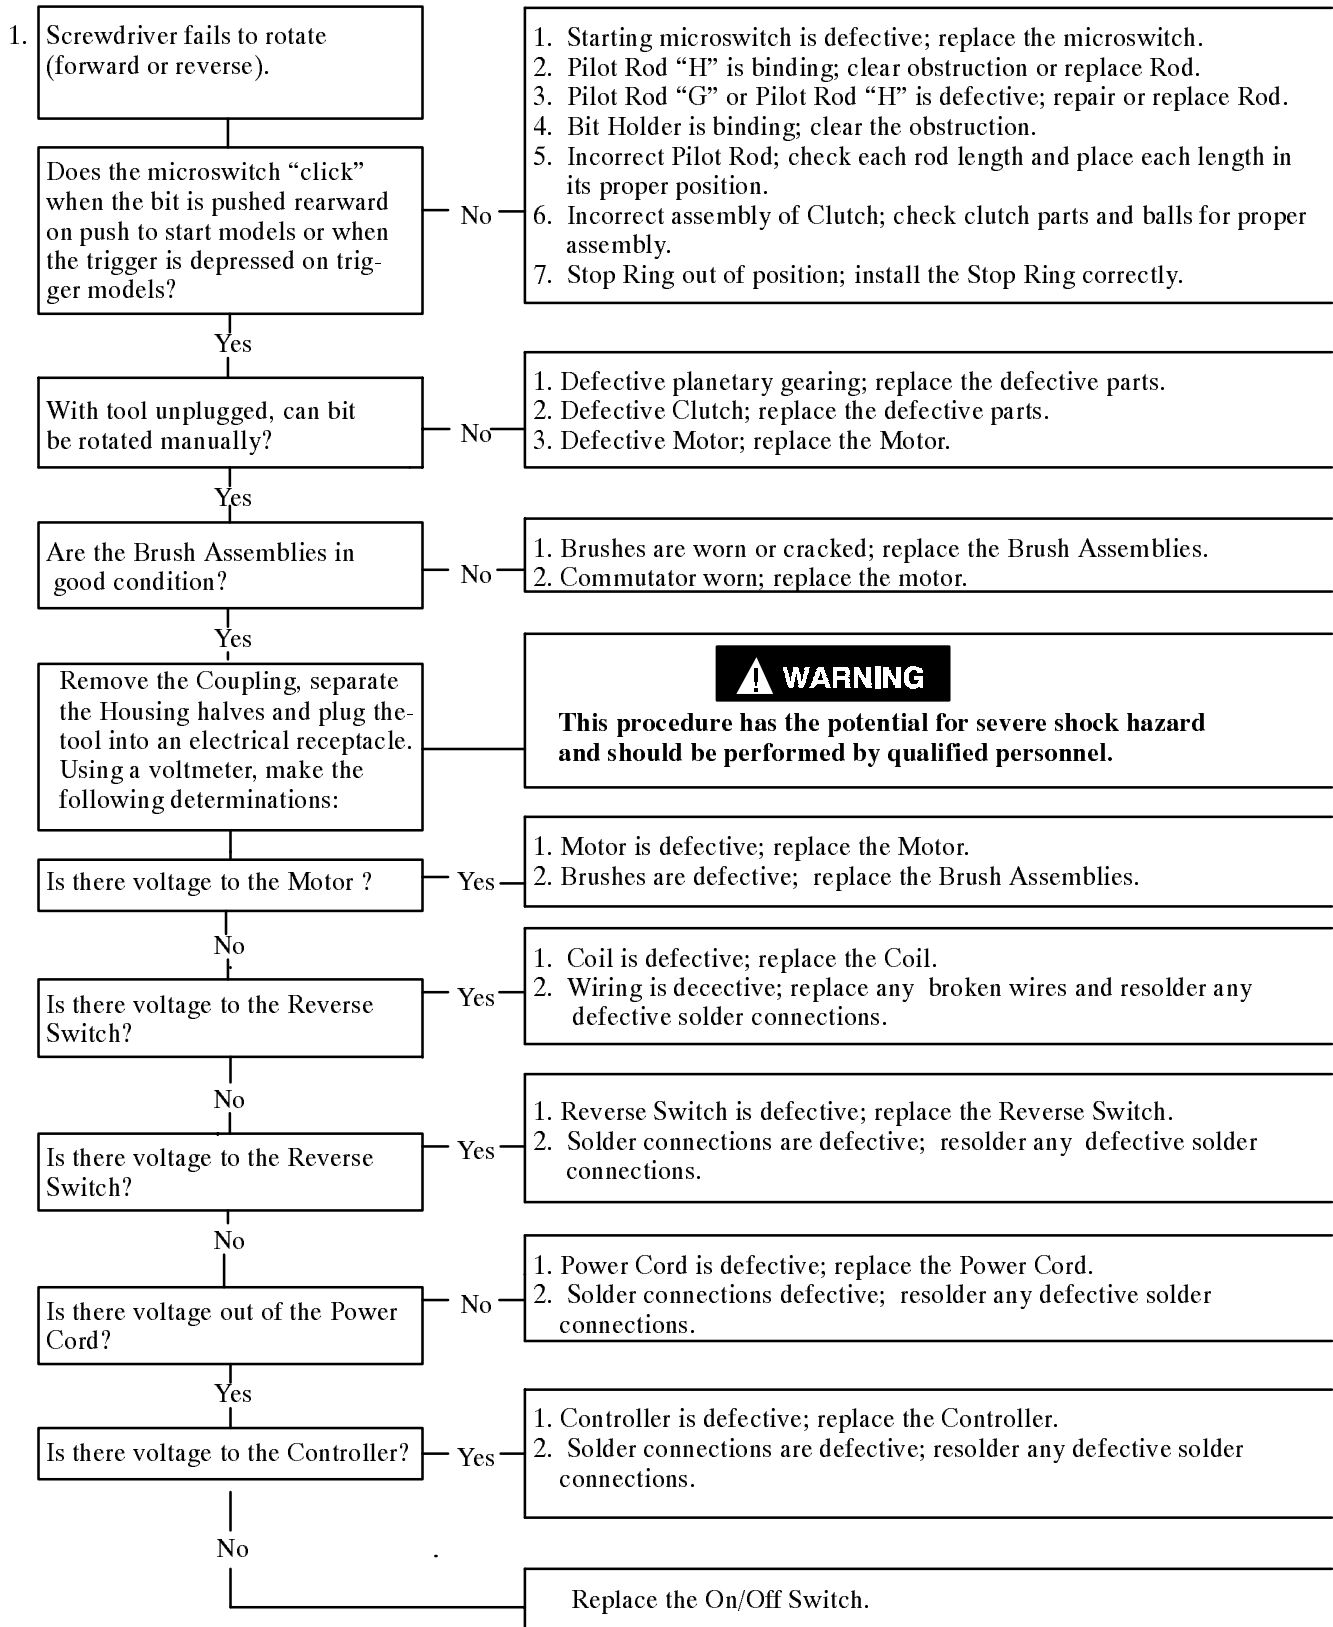 1. Screwdriver fails to rotate
(forward or reverse).
1. Starting microswitch is defective; replace the microswitch.
2. Pilot Rod “H” is binding; clear obstruction or replace Rod.
3. Pilot Rod “G” or Pilot Rod “H” is defective; repair or replace Rod.
4. Bit Holder is binding; clear the obstruction.
5. Incorrect Pilot Rod; check each rod length and place each length in
its proper position.
6. Incorrect assembly of Clutch; check clutch parts and balls for proper
assembly.
7. Stop Ring out of position; install the Stop Ring correctly.
Does the microswitch “click”
when the bit is pushed rearward
on push to start models or when
the trigger is depressed on trig-
ger models?
No
Yes
With tool unplugged, can bit
be rotated manually?
No
1. Defective planetary gearing; replace the defective parts.
2. Defective Clutch; replace the defective parts.
3. Defective Motor; replace the Motor.
Yes
Are the Brush Assemblies in
good condition?
No
1. Brushes are worn or cracked; replace the Brush Assemblies.
2. Commutator worn; replace the motor.
Yes
Remove the Coupling, separate
the Housing halves and plug the-
tool into an electrical receptacle.
Using a voltmeter, make the
following determinations:
WARNING
This procedure has the potential for severe shock hazard
and should be performed by qualified personnel.
Is there voltage to the Motor ?
Yes
1. Motor is defective; replace the Motor.
2. Brushes are defective; replace the Brush Assemblies.
No
Is there voltage to the Reverse
Switch?
Yes
1. Coil is defective; replace the Coil.
2. Wiring is decective; replace any broken wires and resolder any
defective solder connections.
No
Is there voltage to the Reverse
Switch?
Yes
1. Reverse Switch is defective; replace the Reverse Switch.
2. Solder connections are defective; resolder any defective solder
connections.
No
Is there voltage out of the Power
Cord?
No
1. Power Cord is defective; replace the Power Cord.
2. Solder connections defective; resolder any defective solder
connections.
Yes
Is there voltage to the Controller?
Yes
1. Controller is defective; replace the Controller.
2. Solder connections are defective; resolder any defective solder
connections.
No
Replace the On/Off Switch.